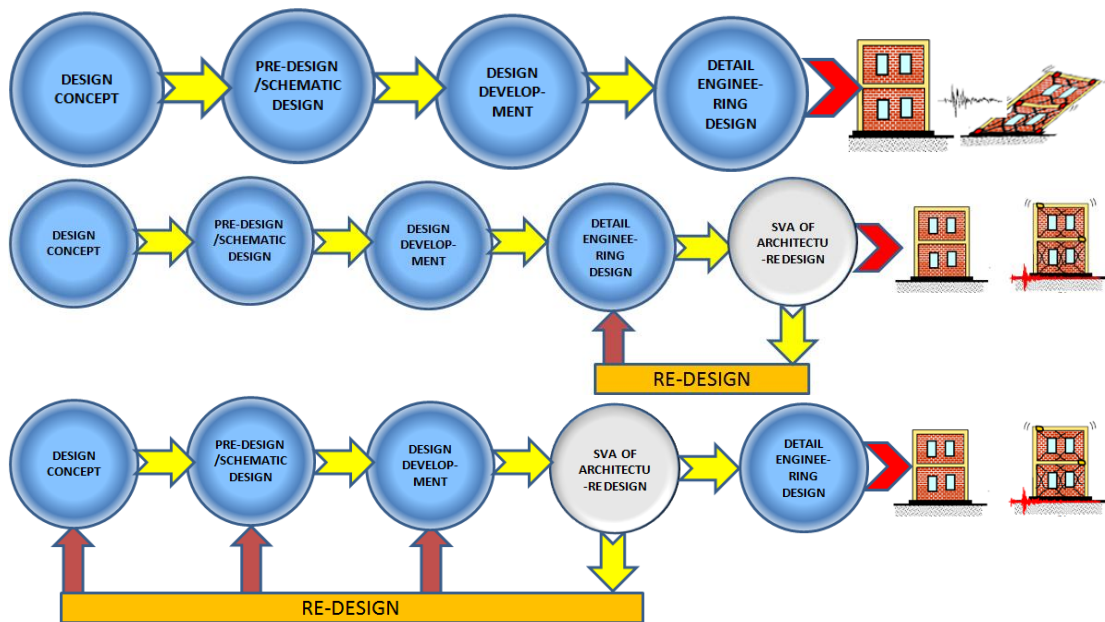 DESIGN
CONCEPT
PRE-DESIGN
/SCHEMATIC
DESIGN
DESIGN
DEVELOP-
MENT
DETAIL
ENGINEE-
RING
DESIGN
DESIGN
CONCEPT
PRE-DESIGN
/SCHEMATIC
DESIGN
DESIGN
DEVELOP-
MENT
DETAIL
ENGINEE-
RING
DESIGN
SVA OF
ARCHITECTU
-RE DESIGN
RE-DESIGN
DESIGN
CONCEPT
PRE-DESIGN
/SCHEMATIC
DESIGN
DESIGN
DEVELOP-
MENT
SVA OF
ARCHITECTU
-RE DESIGN
DETAIL
ENGINEE-
RING
DESIGN
RE-DESIGN